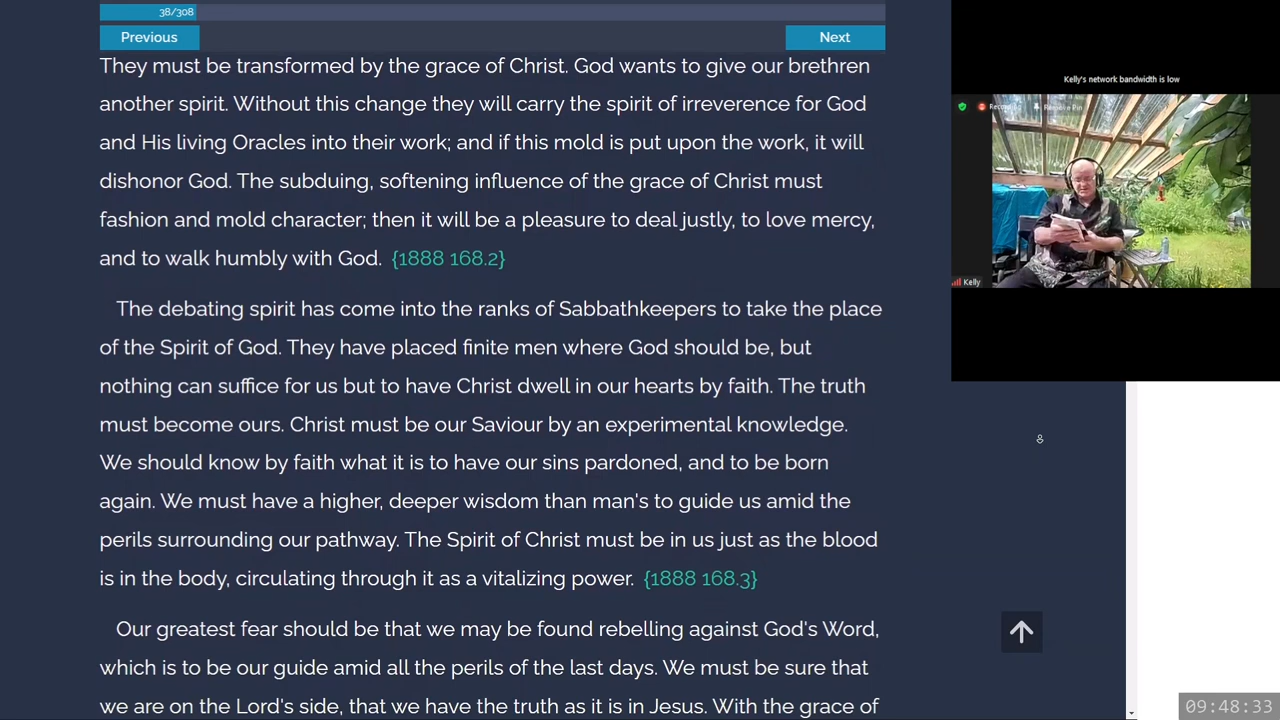 38/308
Previous
Next
They must be transformed by the grace of Christ. God wants to give our brethren
another spirit. Without this change they will carry the spirit of irreverence for God
and His living Oracles into their work; and if this mold is put upon the work, it will
dishonor God. The subduing, softening influence of the grace of Christ must
fashion and mold character; then it will be a pleasure to deal justly, to love mercy,
and to walk humbly with God. {1888 168.2}
The debating spirit has come into the ranks of Sabbathkeepers to take the place
of the Spirit of God. They have placed finite men where God should be, but
nothing can suffice for us but to have Christ dwell in our hearts by faith. The truth
must become ours. Christ must be our Saviour by an experimental knowledge.
We should know by faith what it is to have our sins pardoned, and to be born
again. We must have a higher, deeper wisdom than man's to guide us amid the
perils surrounding our pathway. The Spirit of Christ must be in us just as the blood
is in the body, circulating through it as a vitalizing power. {1888 168.3}
Our greatest fear should be that we may be found rebelling against God's Word,
which is to be our guide amid all the perils of the last days. We must be sure that
we are on the Lord's side, that we have the truth as it is in Jesus. With the grace of
Kelly's network bandwidth is low
Remove Pin
Kelly
09:48:33